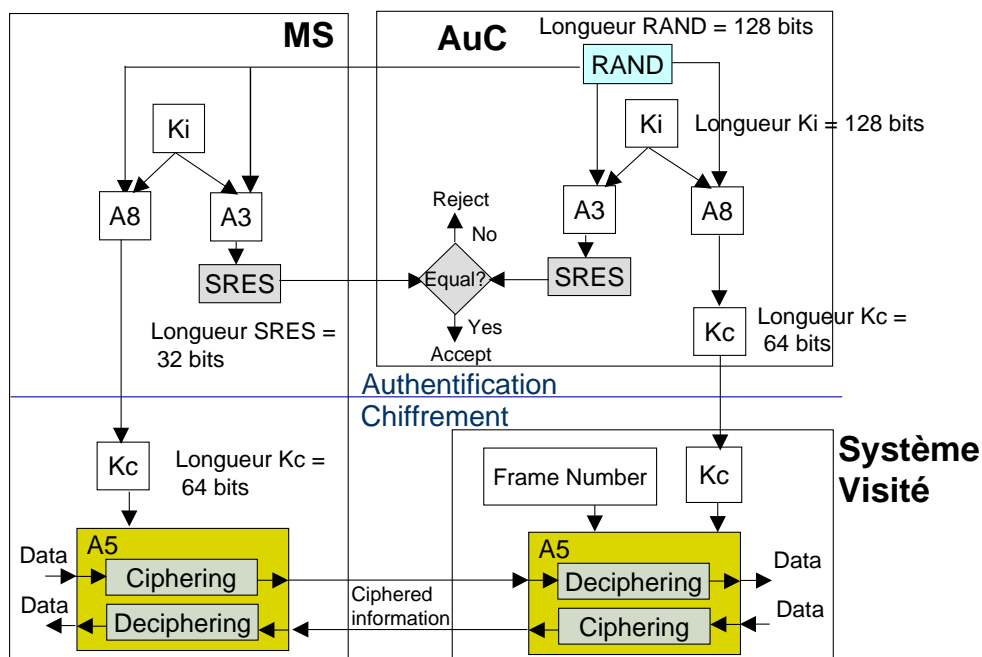 MS
AuC
Longueur RAND = 128 bits
RAND
Ki
Ki
Longueur Ki = 128 bits
A8
A3
Reject
No
A3
A8
SRES
Equal?
SRES
Longueur SRES =
32 bits
Yes
Accept
Kc
Longueur Kc =
64 bits
Authentification
Chiffrement
Kc
Longueur Kc =
64 bits
Frame Number
Kc
Système
Visité
A5
Data
Ciphering
Data
Deciphering
Ciphered
information
A5
Deciphering
Data
Ciphering
Data